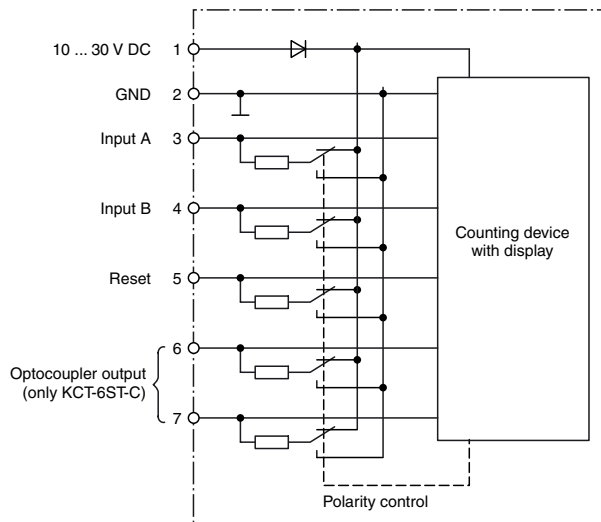 10 ... 30 V DC 1
GND 2
Input A 3
Input B 4
Reset 5
6
Optocoupler output
(only KCT-6ST-C)
7
Counting device
with display
Polarity control